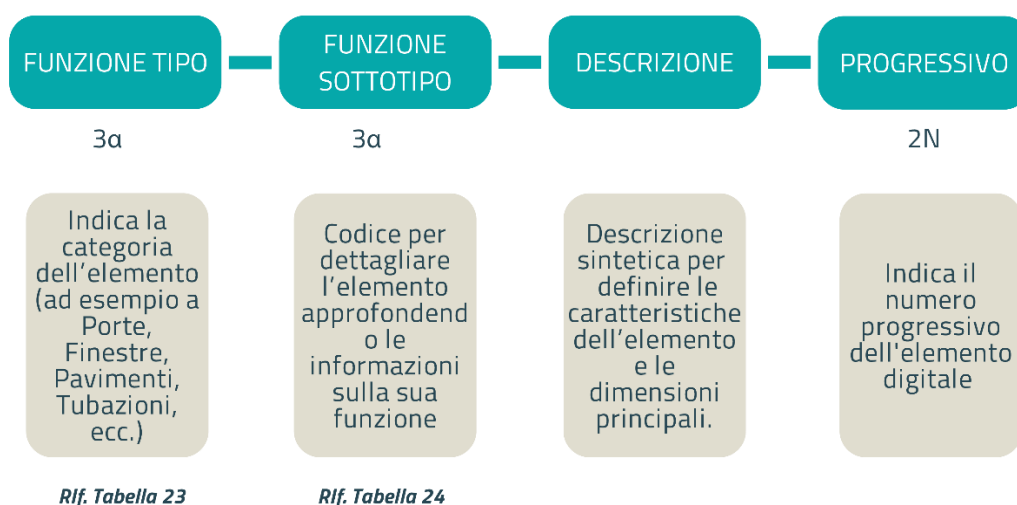 FUNZIONE TIPO
FUNZIONE
SOTTOTIPO
DESCRIZIONE
PROGRESSIVO
3α
3α
2N
Indica la
categoria
dell'elemento
(ad esempio a
Porte,
Finestre,
Pavimenti,
Tubazioni,
ecc.)
Codice per
dettagliare
l'elemento
approfondend
o le
informazioni
sulla sua
funzione
Descrizione
sintetica per
definire le
caratteristiche
dell'elemento
e le
dimensioni
principali.
Indica il
numero
progressivo
dell'elemento
digitale
RIf. Tabella 23
RIf. Tabella 24